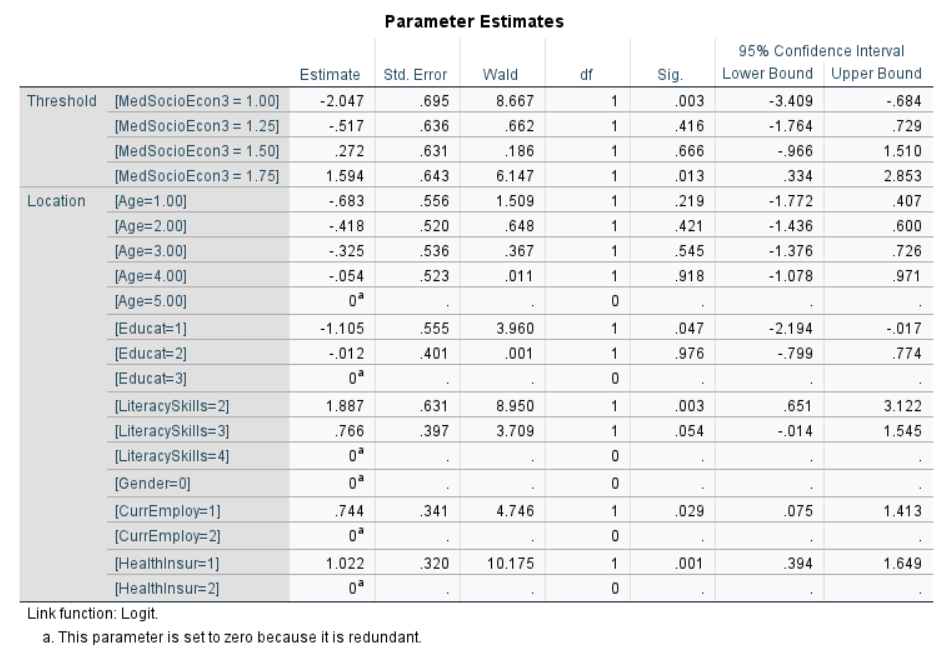 Parameter Estimates
95% Confidence Interval
Estimate Std. Error Wald df Sig. Lower Bound Upper Bound
Threshold [MedSocioEcon3 = 1.00] -2.047 .695 8.667 1 .003 -3.409 -.684
[MedSocioEcon3 = 1.25] -.517 .636 .662 1 .416 -1.764 .729
[MedSocioEcon3 = 1.50] .272 .631 .186 1 .666 -.966 1.510
[MedSocioEcon3 = 1.75] 1.594 .643 6.147 1 .013 .334 2.853
Location [Age=1.00] -.683 .556 1.509 1 .219 -1.772 .407
[Age=2.00] -.418 .520 .648 1 .421 -1.436 .600
[Age=3.00] -.325 .536 .367 1 .545 -1.376 .726
[Age=4.00] -.054 .523 .011 1 .918 -1.078 .971
[Age=5.00] 0a . . 0 . . .
[Educat=1] -1.105 .555 3.960 1 .047 -2.194 -.017
[Educat=2] -.012 .401 .001 1 .976 -.799 .774
[Educat=3] 0a . . 0 . . .
[LiteracySkills=2] 1.887 .631 8.950 1 .003 .651 3.122
[LiteracySkills=3] .766 .397 3.709 1 .054 -.014 1.545
[LiteracySkills=4] 0a . . 0 . . .
[Gender=0] 0a . . 0 . . .
[CurrEmploy=1] .744 .341 4.746 1 .029 .075 1.413
[CurrEmploy=2] 0a . . 0 . . .
[HealthInsur=1] 1.022 .320 10.175 1 .001 .394 1.649
[HealthInsur=2] 0a . . 0 . . .
Link function: Logit.
a. This parameter is set to zero because it is redundant.